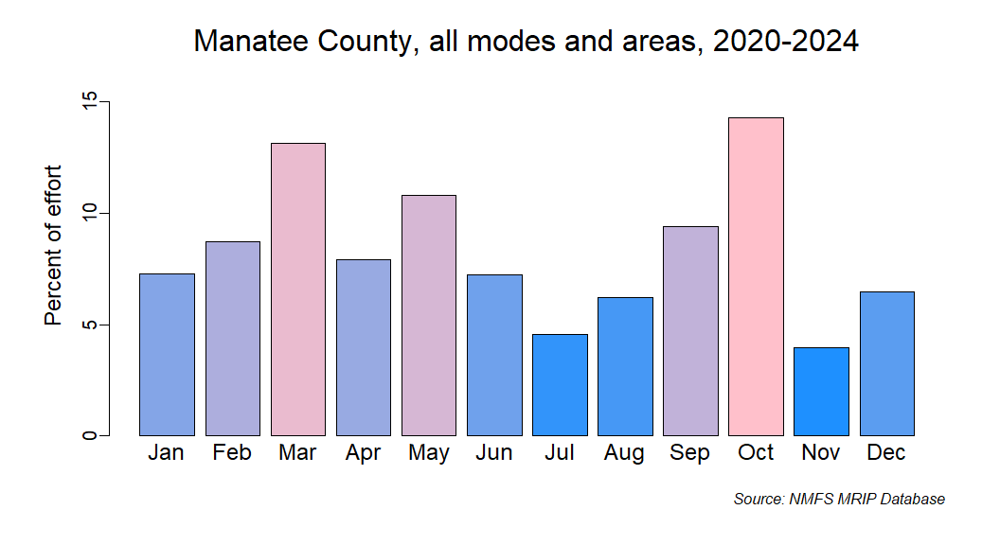 Manatee County, all modes and areas, 2020-2024
Percent of effort
15
10
5
0
Jan Feb Mar Apr May Jun Jul Aug Sep Oct Nov Dec
Source: NMFS MRIP Database